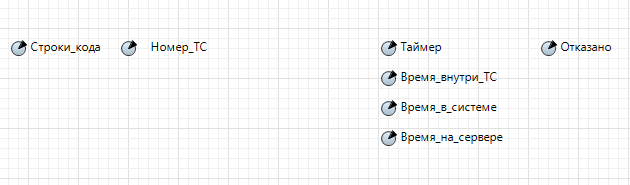 Строки_кода Номер_ТС Таймер Отказано
Время_внутри_ТС
Время_в_системе
Время_на_сервере